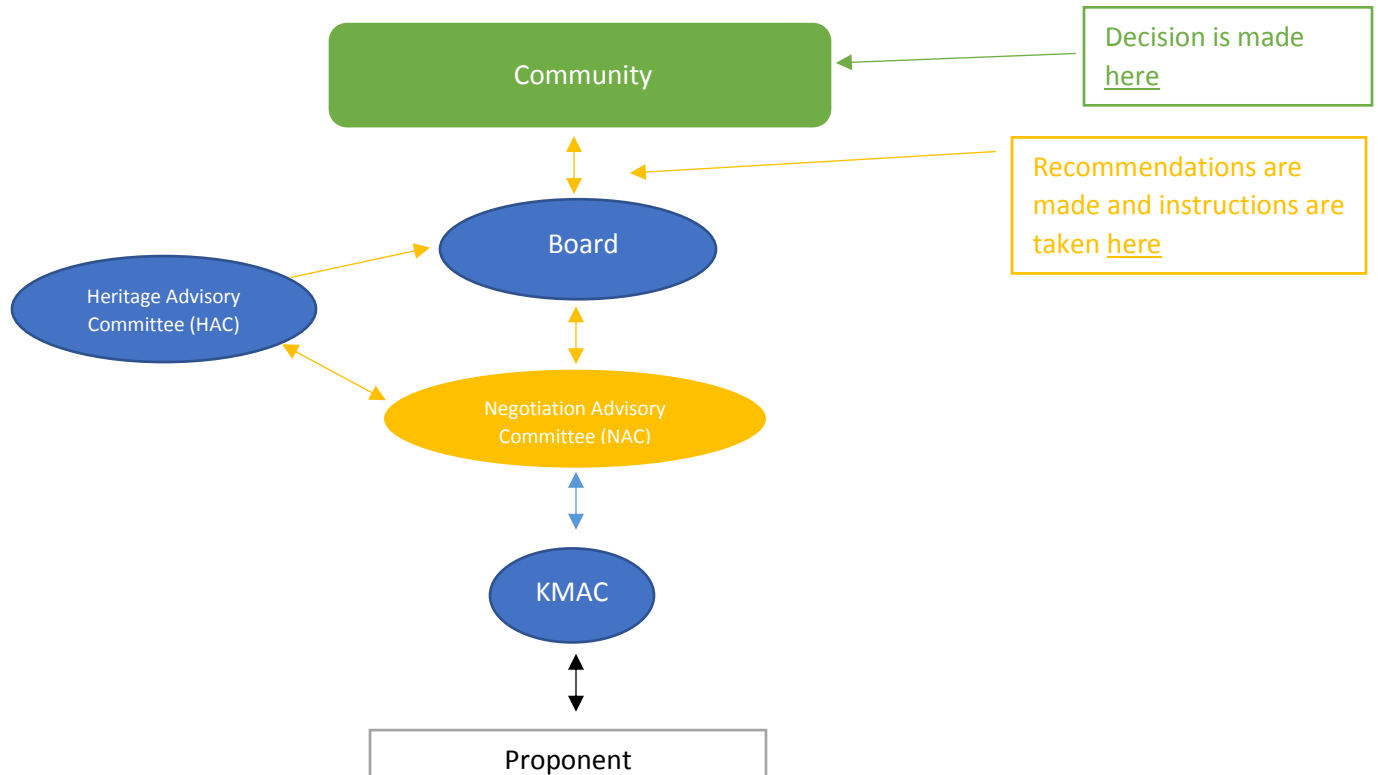 Community
Decision is made
here
Recommendations are
made and instructions are
taken here
Board
Heritage Advisory
Committee (HAC)
Negotiation Advisory
Committee (NAC)
KMAC
Proponent